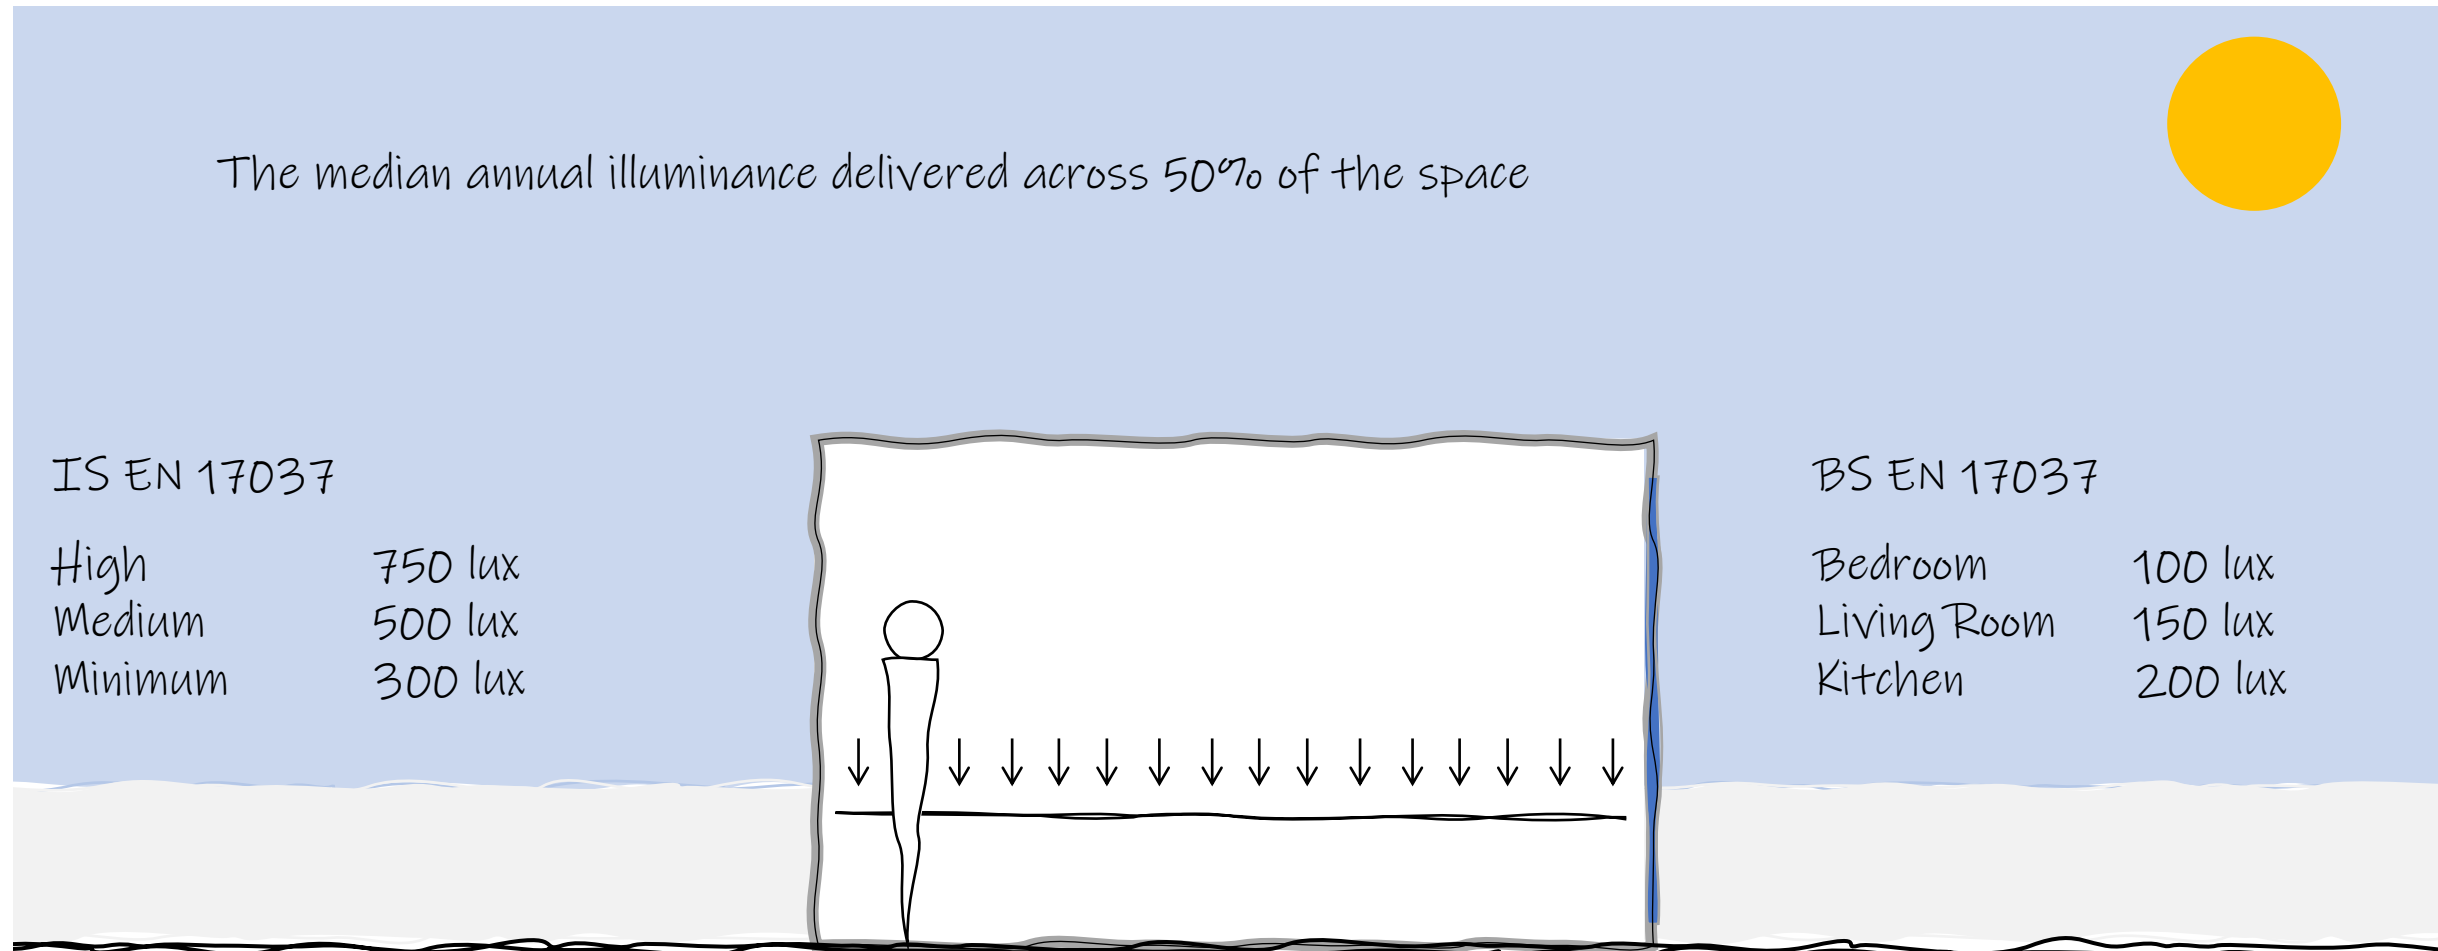 The median annual illuminance delivered across 50% of the space
IS EN 17037
High 750 lux
Medium 500 lux
Minimum 300 lux
BS EN 17037
Bedroom 100 lux
Living Room 150 lux
Kitchen 200 lux